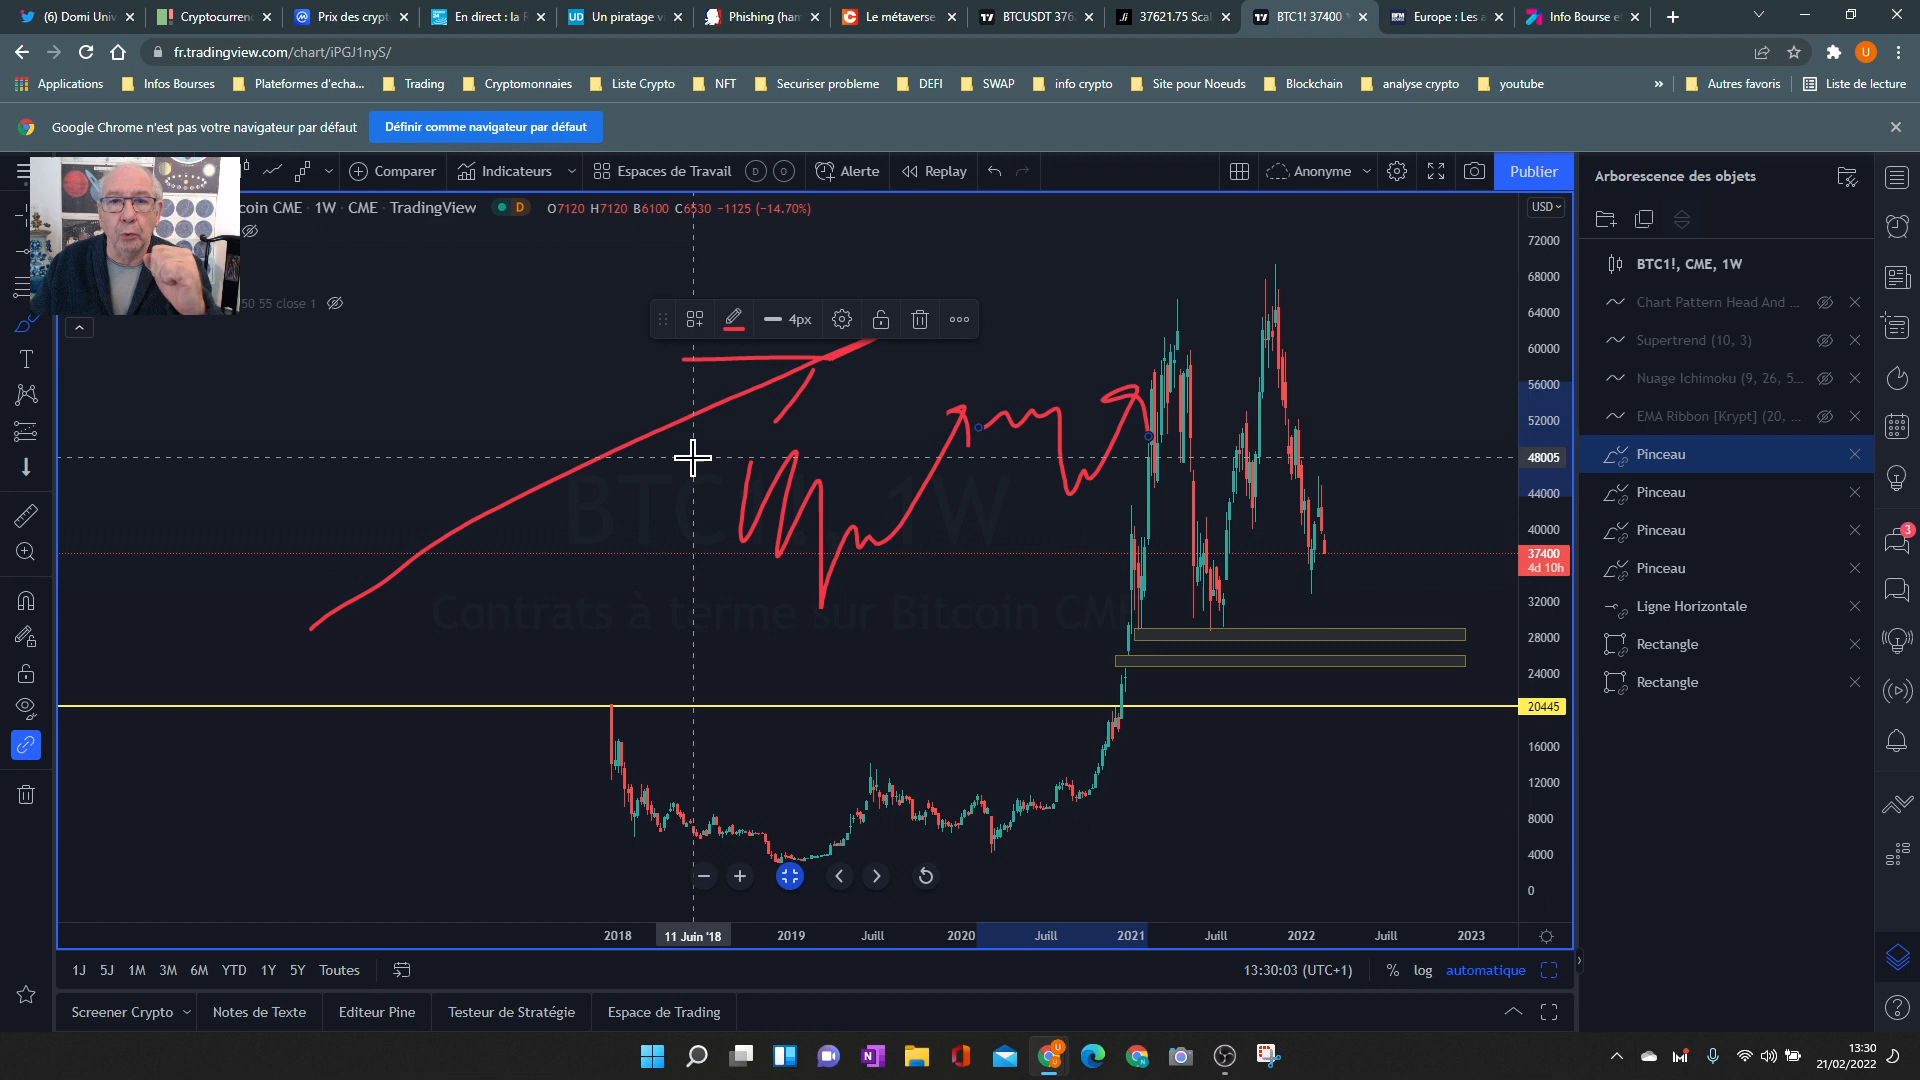 (6) Domi Univ
Cryptocurren
Prix des crypt
En direct : la R
Un piratage vi
Phishing (ham
Le métaverse
BTCUSDT 376
37621.75 Scal
BTC1! 37400
Europe : Les a
Info Bourse e
fr.tradingview.com/chart/iPGJ1nyS/
U
Applications
Infos Bourses
Plateformes d'echa...
Trading
Cryptomonnaies
Liste Crypto
NFT
Securiser probleme
DEFI
SWAP
info crypto
Site pour Noeuds
Blockchain
analyse crypto
youtube
»
Autres favoris
Liste de lecture
Google Chrome n'est pas votre navigateur par défaut
Définir comme navigateur par défaut
Comparer
Indicateurs
Espaces de Travail
D
O
Alerte
Replay
Anonyme
Publier
Arborescence des objets
coin CME · 1W · CME · TradingView
D
O7120 H7120 B6100 C6530 −1125 (−14.70%)
USD
50 55 close 1
4px
BTC1!, 1W
Contrats à terme sur Bitcoin CME
72000
68000
64000
60000
56000
52000
48005
44000
40000
37400
4d 10h
32000
28000
24000
20445
16000
12000
8000
4000
0
BTC1!, CME, 1W
Chart Pattern Head And ...
Supertrend (10, 3)
Nuage Ichimoku (9, 26, 5...
EMA Ribbon [Krypt] (20, ...
Pinceau
Pinceau
Pinceau
Pinceau
Ligne Horizontale
Rectangle
Rectangle
3
2018
11 Juin '18
2019
Juill
2020
Juill
2021
Juill
2022
Juill
2023
1J
5J
1M
3M
6M
YTD
1Y
5Y
Toutes
13:30:03 (UTC+1)
%
log
automatique
Screener Crypto
Notes de Texte
Editeur Pine
Testeur de Stratégie
Espace de Trading
13:30
21/02/2022